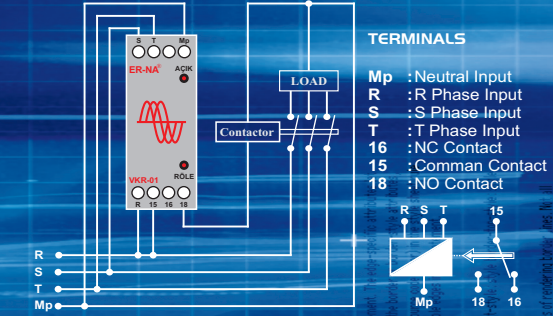 S T Mp
ER-NA® AÇIK
RÖLE
VKR-01
R 15 16 18
LOAD
Contactor
R
S
T
Mp
TERMINALS
Mp :Neutral Input
R :R Phase Input
S :S Phase Input
T :T Phase Input
16 :NC Contact
15 :Comman Contact
18 :NO Contact
R S T 15
Mp 18 16